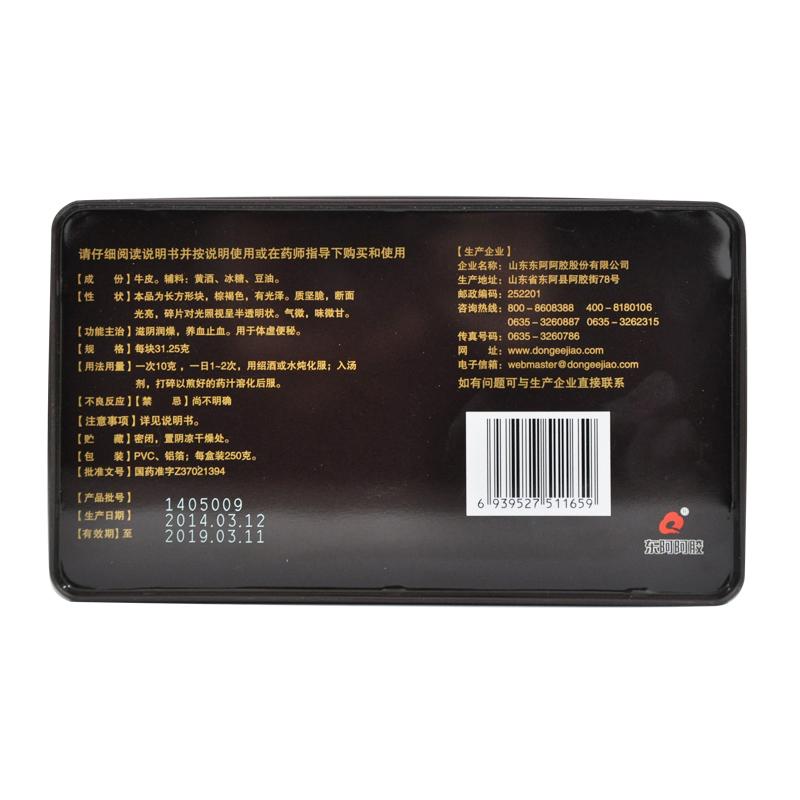 请仔细阅读说明书并按说明使用或在药师指导下购买和使用
【成 份】牛皮。辅料：黄酒、冰糖、豆油。
【性 状】本品为长方形块，棕褐色，有光泽。质坚脆，断面
光亮，碎片对光照视呈半透明状。气微，味微甘。
【功能主治】滋阴润燥，养血止血。用于体虚便秘。
【规 格】每块31.25克
【用法用量】一次10克，一日1~2次，用绍酒或水炖化服；入汤
剂，打碎以煎好的药汁溶化后服。
【不良反应】【禁 忌】尚不明确
【注意事项】详见说明书。
【贮 藏】密闭，置阴凉干燥处。
【包 装】PVC、铝箔；每盒装250克。
【批准文号】国药准字Z37021394
【产品批号】 1405009
【生产日期】 2014.03.12
【有效期】至 2019.03.11
【生产企业】
企业名称：山东东阿阿胶股份有限公司
生产地址：山东省东阿县阿胶街78号
邮政编码：252201
咨询热线：800-8608388 400-8180106
0635-3260887 0635-3262315
传真号码：0635-3260786
网 址：www.dongeejiao.com
电子信箱：webmaster@dongeejiao.com
如有问题可与生产企业直接联系
6 939527 511659
东阿阿胶